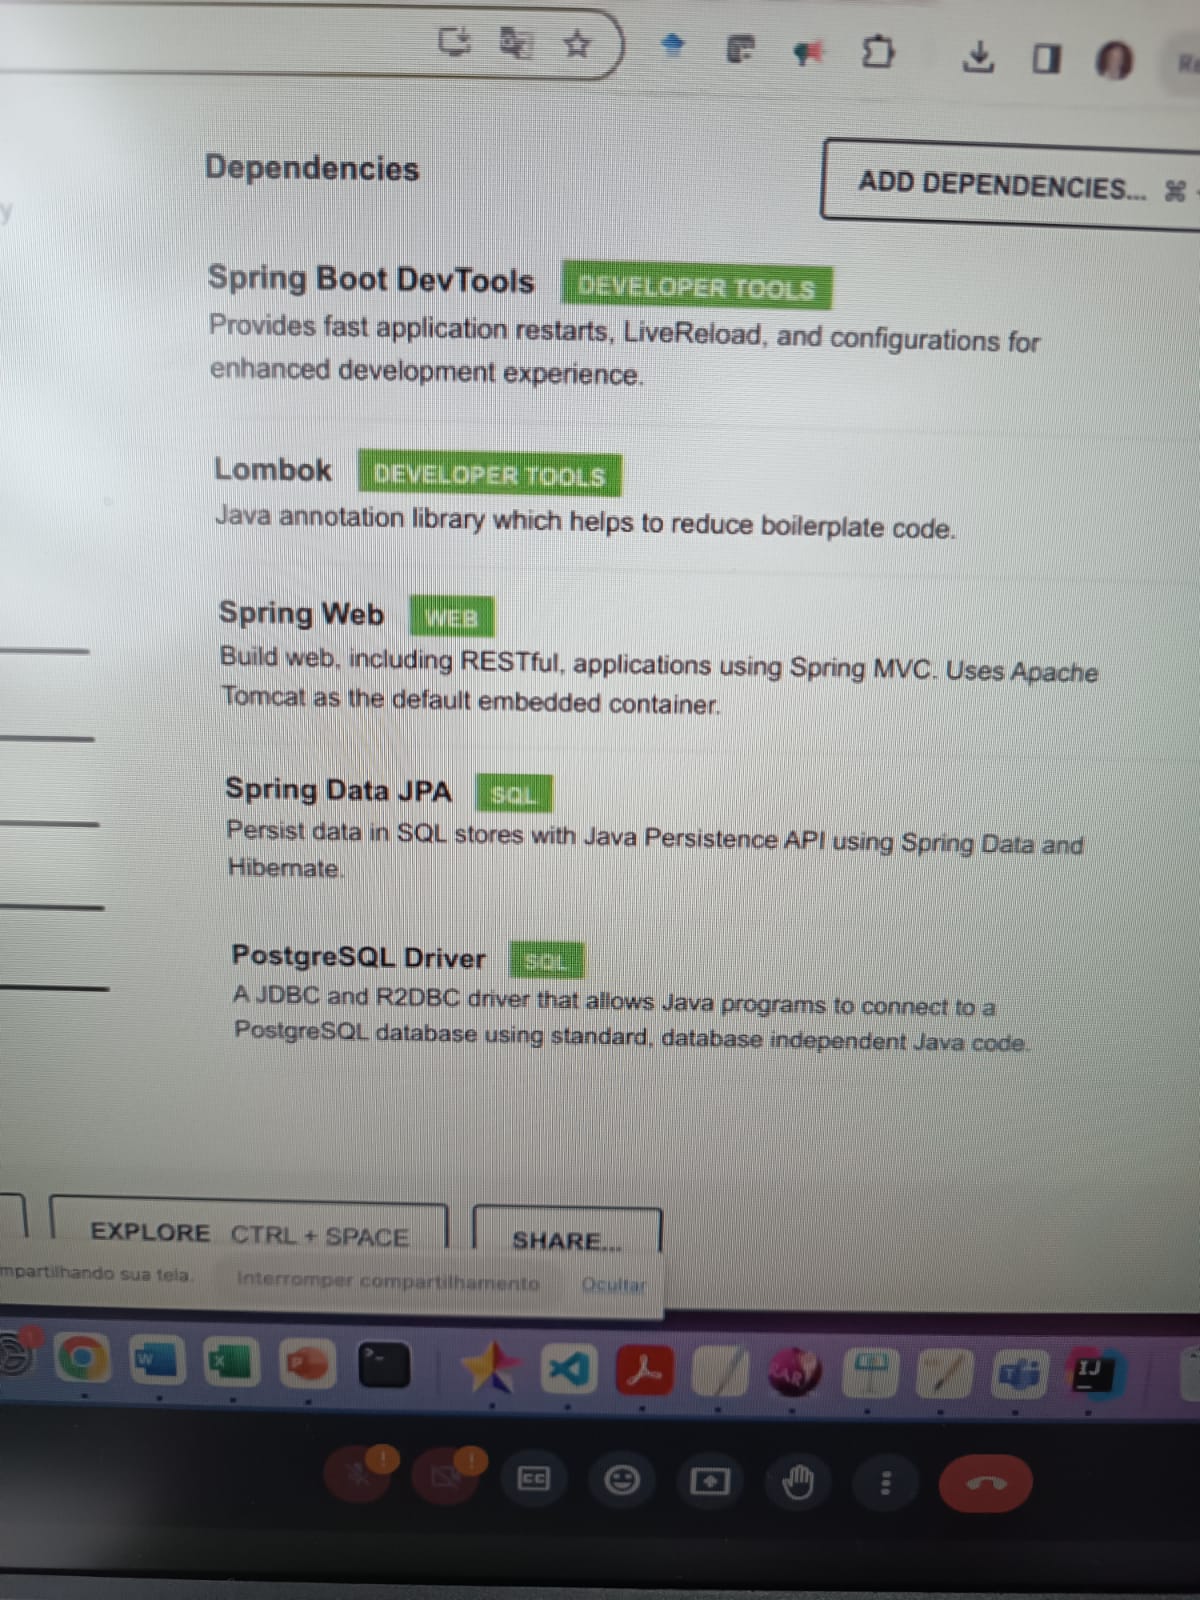 Dependencies
ADD DEPENDENCIES... ⌘
Spring Boot DevTools DEVELOPER TOOLS
Provides fast application restarts, LiveReload, and configurations for
enhanced development experience.
Lombok DEVELOPER TOOLS
Java annotation library which helps to reduce boilerplate code.
Spring Web WEB
Build web, including RESTful, applications using Spring MVC. Uses Apache
Tomcat as the default embedded container.
Spring Data JPA SQL
Persist data in SQL stores with Java Persistence API using Spring Data and
Hibernate.
PostgreSQL Driver SQL
A JDBC and R2DBC driver that allows Java programs to connect to a
PostgreSQL database using standard, database independent Java code.
EXPLORE CTRL + SPACE
SHARE...
mpartilhando sua tela. Interromper compartilhamento Ocultar
W X P >_ IJ
CC